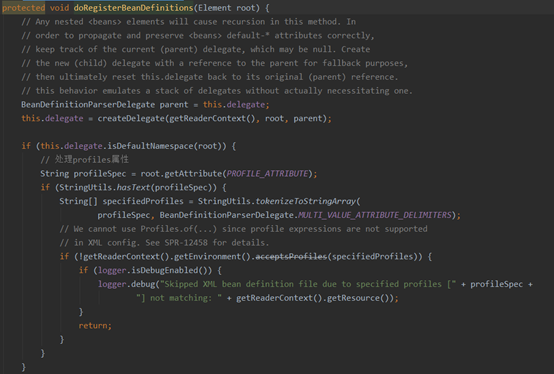 protected void doRegisterBeanDefinitions(Element root) {
// Any nested <beans> elements will cause recursion in this method. In
// order to propagate and preserve <beans> default-* attributes correctly,
// keep track of the current (parent) delegate, which may be null. Create
// the new (child) delegate with a reference to the parent for fallback purposes,
// then ultimately reset this.delegate back to its original (parent) reference.
// this behavior emulates a stack of delegates without actually necessitating one.
BeanDefinitionParserDelegate parent = this.delegate;
this.delegate = createDelegate(getReaderContext(), root, parent);
if (this.delegate.isDefaultNamespace(root)) {
// 处理profiles属性
String profileSpec = root.getAttribute(PROFILE_ATTRIBUTE);
if (StringUtils.hasText(profileSpec)) {
String[] specifiedProfiles = StringUtils.tokenizeToStringArray(
profileSpec, BeanDefinitionParserDelegate.MULTI_VALUE_ATTRIBUTE_DELIMITERS);
// We cannot use Profiles.of(...) since profile expressions are not supported
// in XML config. See SPR-12458 for details.
if (!getReaderContext().getEnvironment().acceptsProfiles(specifiedProfiles)) {
if (logger.isDebugEnabled()) {
logger.debug("Skipped XML bean definition file due to specified profiles [" + profileSpec +
"] not matching: " + getReaderContext().getResource());
}
return;
}
}
}